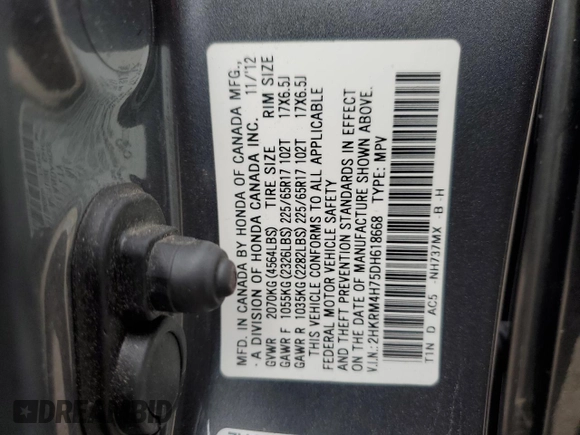 MFD. IN CANADA BY HONDA OF CANADA MFG.,
- A DIVISION OF HONDA CANADA INC. 11/'12
GVWR 2070KG (4564LBS) TIRE SIZE RIM SIZE
GAWR F 1055KG (2326LBS) 225/65R17 102T 17X6.5J
GAWR R 1035KG (2282LBS) 225/65R17 102T 17X6.5J
THIS VEHICLE CONFORMS TO ALL APPLICABLE
FEDERAL MOTOR VEHICLE SAFETY
AND THEFT PREVENTION STANDARDS IN EFFECT
ON THE DATE OF MANUFACTURE SHOWN ABOVE.
V.I.N.: 2HKRM4H75DH618668 TYPE: MPV
T1N D AC5 -NH737MX -B -H
DREAMBID